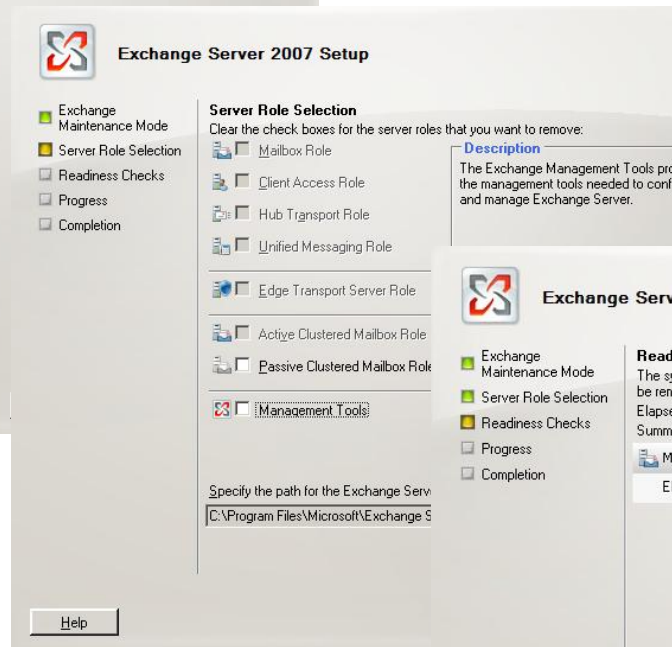 Exchange Server 2007 Setup
Exchange
Maintenance Mode
Server Role Selection
Readiness Checks
Progress
Completion
Server Role Selection
Clear the check boxes for the server roles that you want to remove:
Mailbox Role
Client Access Role
Hub Transport Role
Unified Messaging Role
Edge Transport Server Role
Active Clustered Mailbox Role
Passive Clustered Mailbox Role
Management Tools
Description
The Exchange Management Tools pro
the management tools needed to conf
and manage Exchange Server.
Specify the path for the Exchange Serv
C:\Program Files\Microsoft\Exchange S
Help
Exchange Serv
Exchange
Maintenance Mode
Server Role Selection
Readiness Checks
Progress
Completion
Read
The sy
be rem
Elapse
Summ
M
El